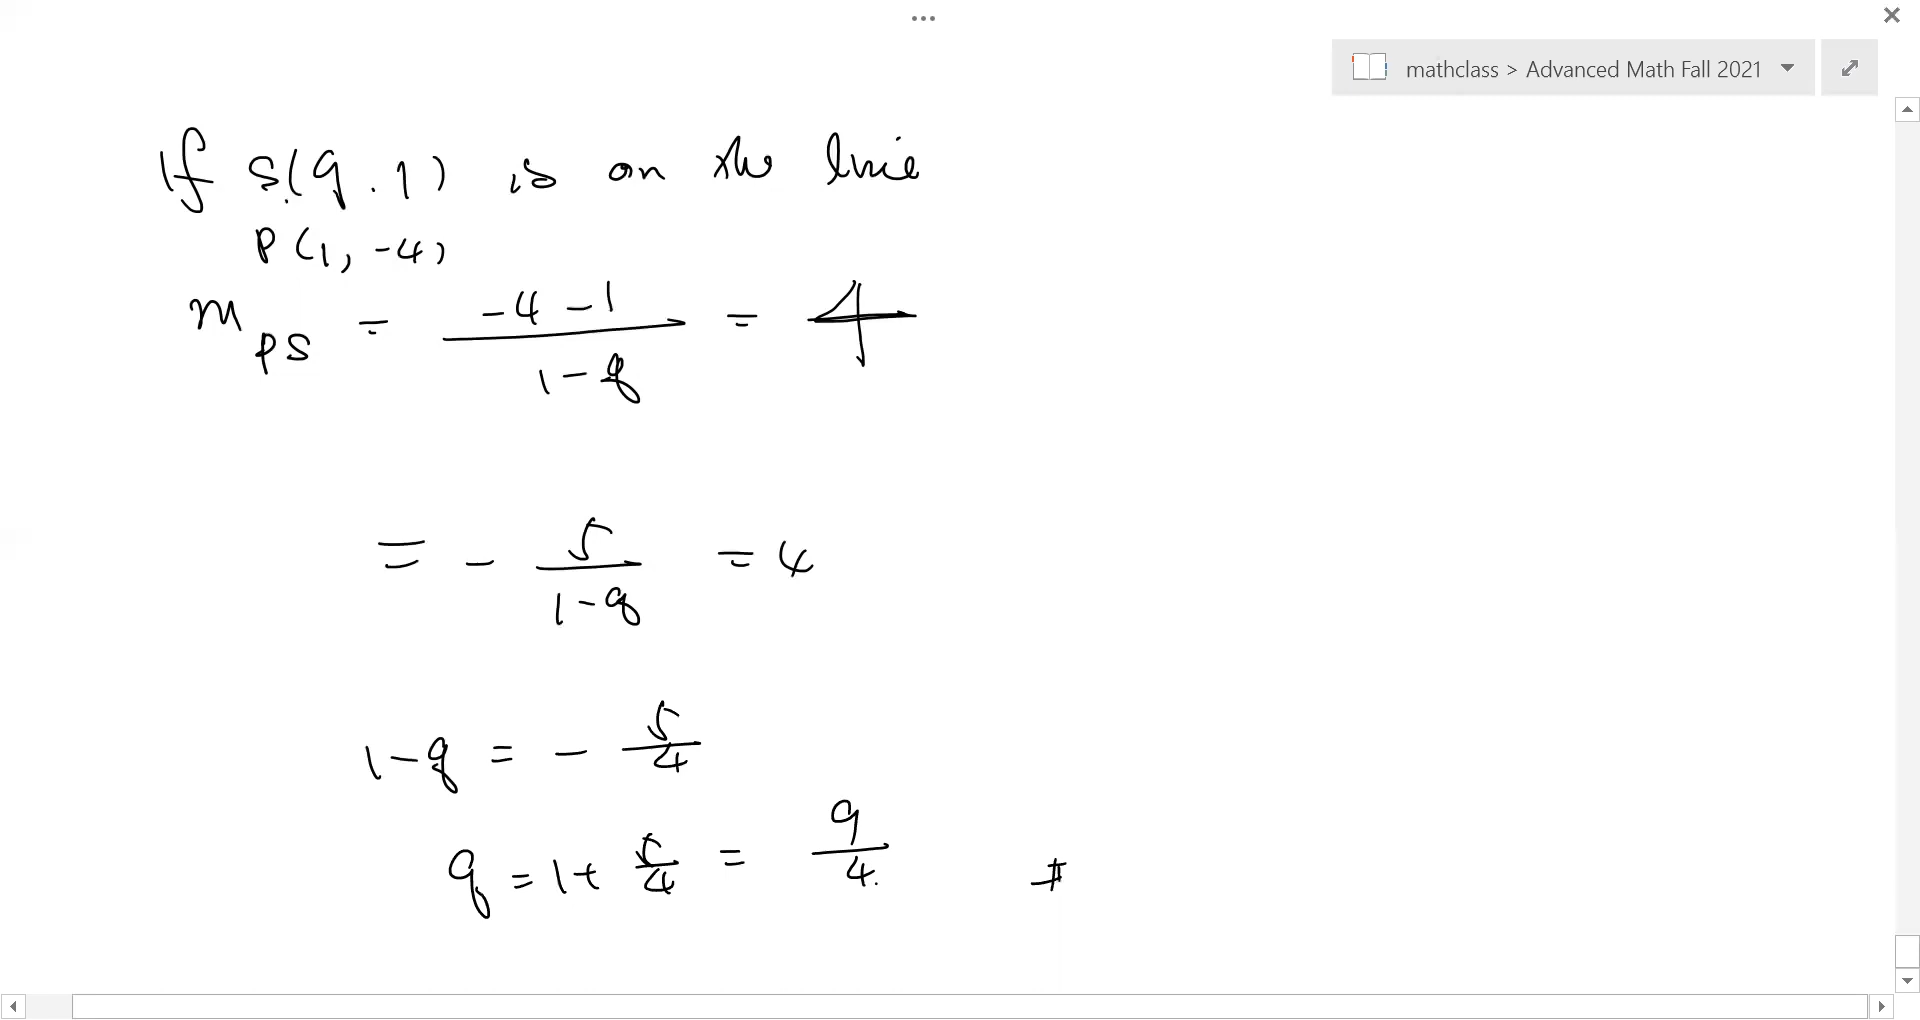 mathclass > Advanced Math Fall 2021
If S(q . 1) is on the line
P(1, -4)
m_PS = (-4 - 1)/(1 - q) = 4
= - 5/(1 - q) = 4
1 - q = - 5/4
q = 1 + 5/4 = 9/4. #